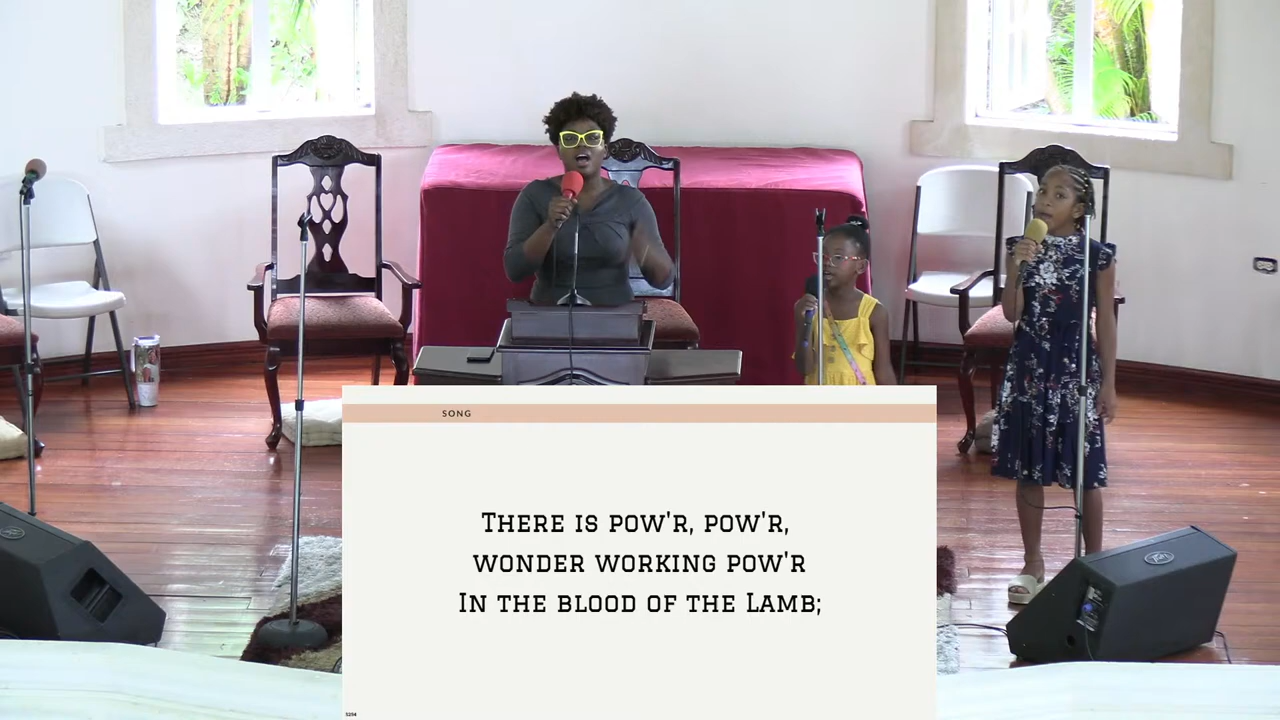 SONG
There is pow'r, pow'r,
wonder working pow'r
In the blood of the Lamb;